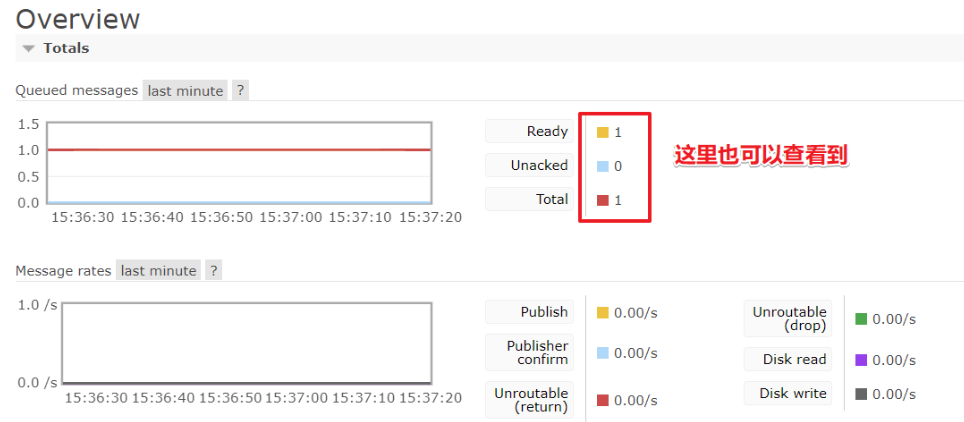 Overview
Totals
Queued messages last minute ?
1.5
1.0
0.5
0.0
15:36:30 15:36:40 15:36:50 15:37:00 15:37:10 15:37:20
Ready 1
Unacked 0
Total 1
这里也可以查看到
Message rates last minute ?
1.0 /s
0.0 /s
15:36:30 15:36:40 15:36:50 15:37:00 15:37:10 15:37:20
Publish 0.00/s
Publisher
confirm 0.00/s
Unroutable
(return) 0.00/s
Unroutable
(drop) 0.00/s
Disk read 0.00/s
Disk write 0.00/s